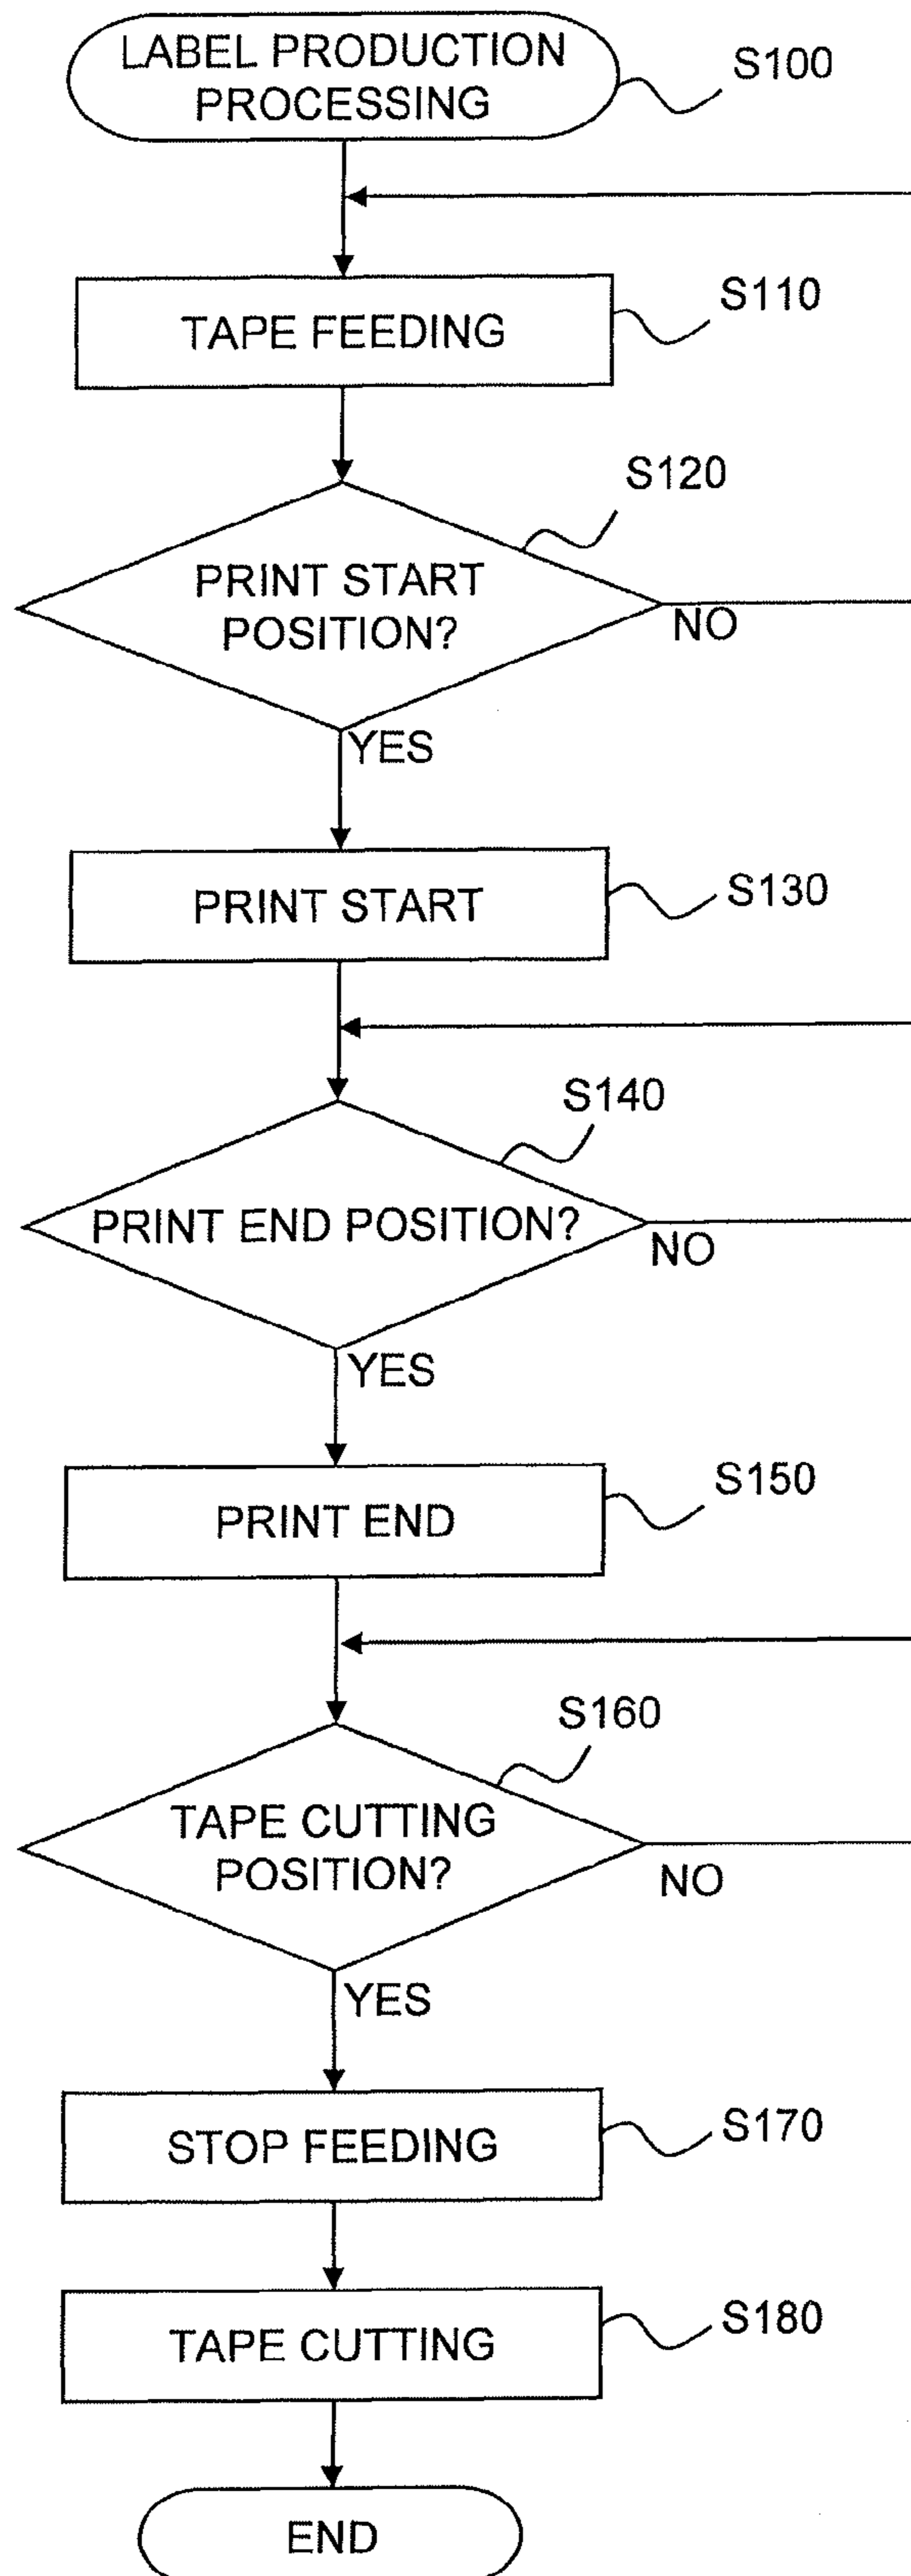 LABEL PRODUCTION
PROCESSING
S100
TAPE FEEDING
S110
S120
PRINT START
POSITION?
NO
YES
PRINT START
S130
S140
PRINT END POSITION?
NO
YES
PRINT END
S150
S160
TAPE CUTTING
POSITION?
NO
YES
STOP FEEDING
S170
TAPE CUTTING
S180
END